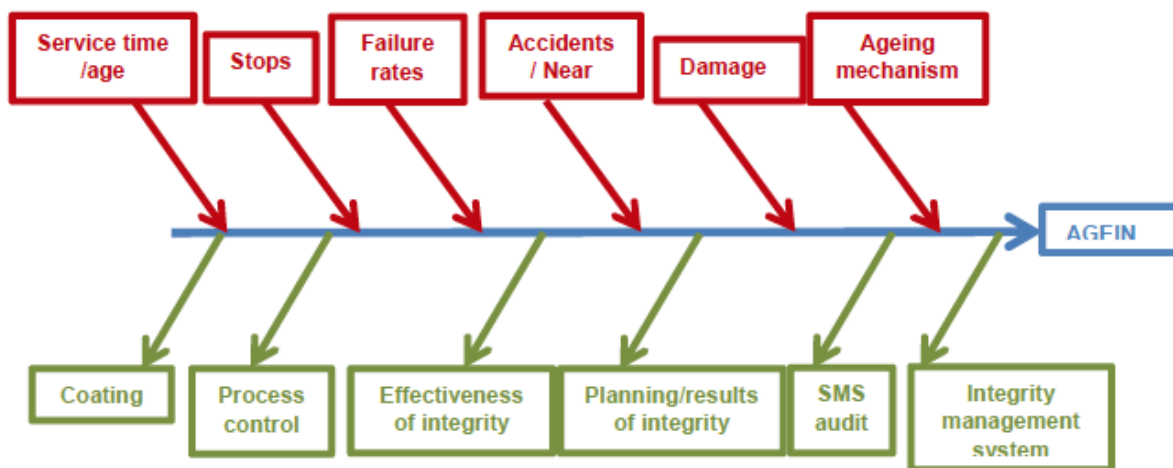 Service time
/age
Stops
Failure
rates
Accidents
/ Near
Damage
Ageing
mechanism
AGEIN
Coating
Process
control
Effectiveness
of integrity
Planning/results
of integrity
SMS
audit
Integrity
management
system